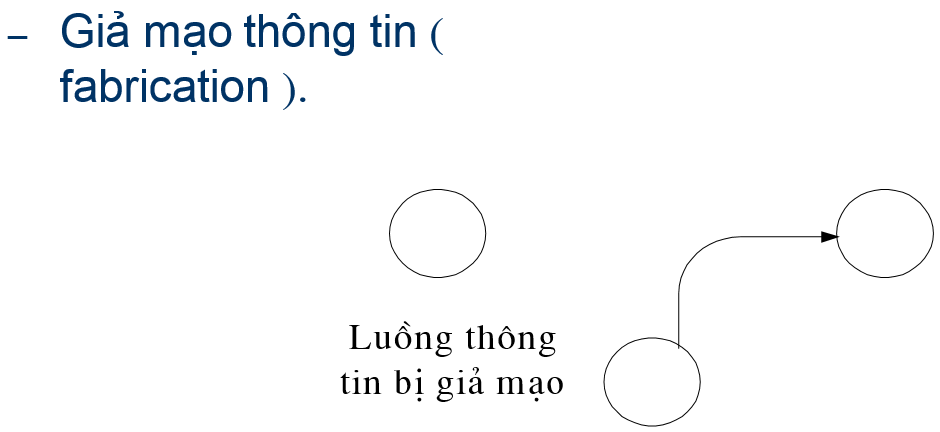 – Giả mạo thông tin (
fabrication ).
Luồng thông
tin bị giả mạo